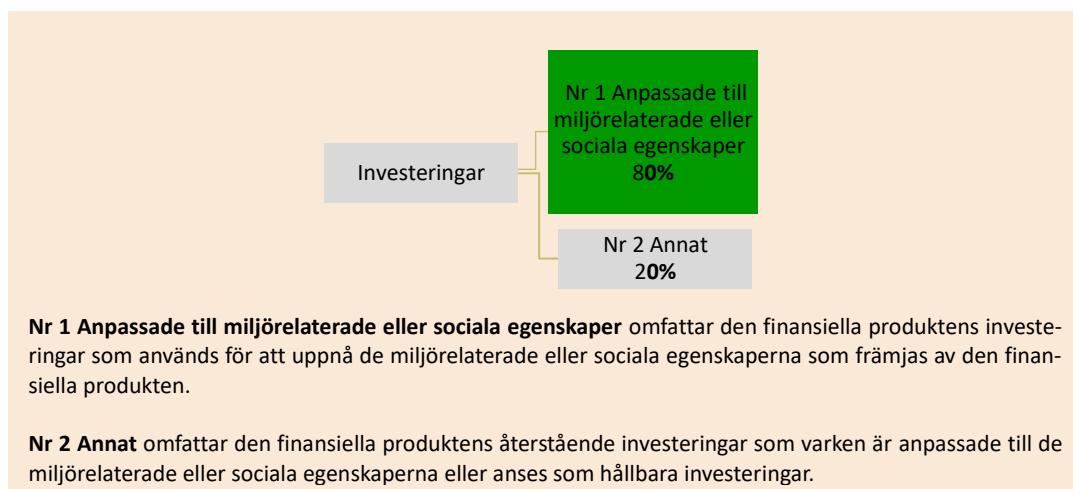 Nr 1 Anpassade till
miljörelaterade eller
sociala egenskaper
80%
Investeringar
Nr 2 Annat
20%
Nr 1 Anpassade till miljörelaterade eller sociala egenskaper omfattar den finansiella produktens investe-
ringar som används för att uppnå de miljörelaterade eller sociala egenskaperna som främjas av den finan-
siella produkten.
Nr 2 Annat omfattar den finansiella produktens återstående investeringar som varken är anpassade till de
miljörelaterade eller sociala egenskaperna eller anses som hållbara investeringar.